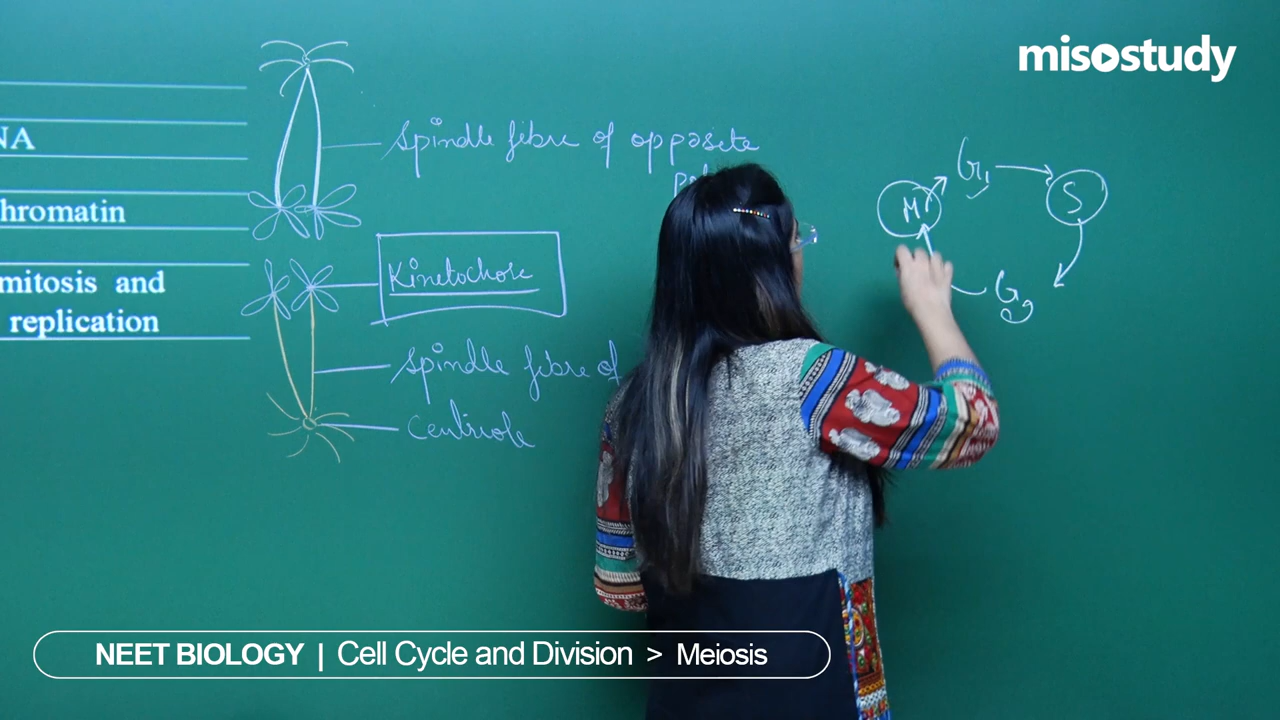 misostudy
NA
hromatin
mitosis and
replication
Spindle fibre of opposite
Kinetochore
Spindle fibre of
Centriole
M
G1
S
G2
NEET BIOLOGY | Cell Cycle and Division > Meiosis